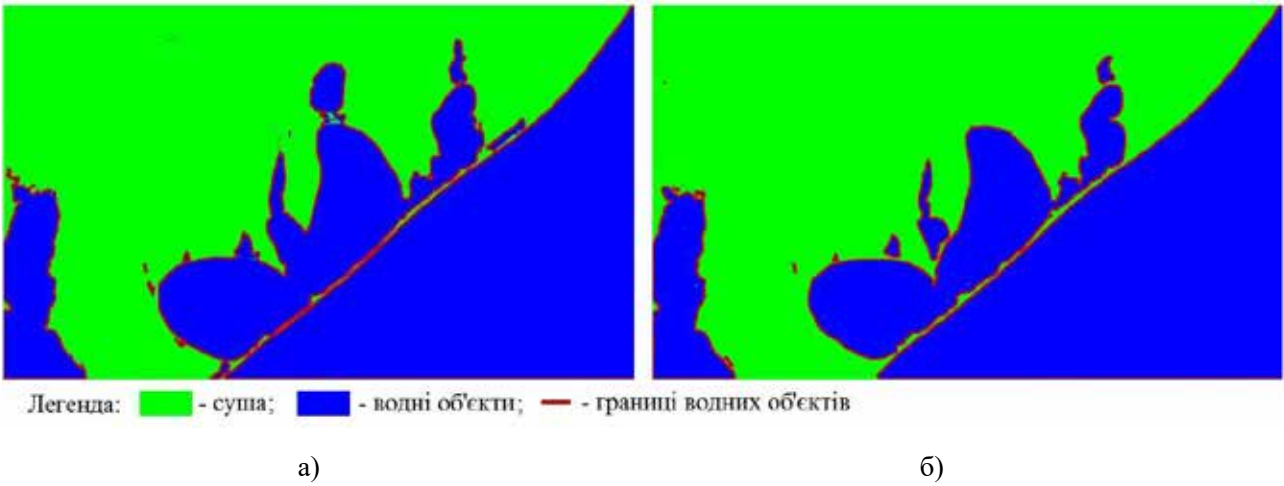 Легенда: - суша; - водні об'єкти; - границі водних об'єктів
а) б)